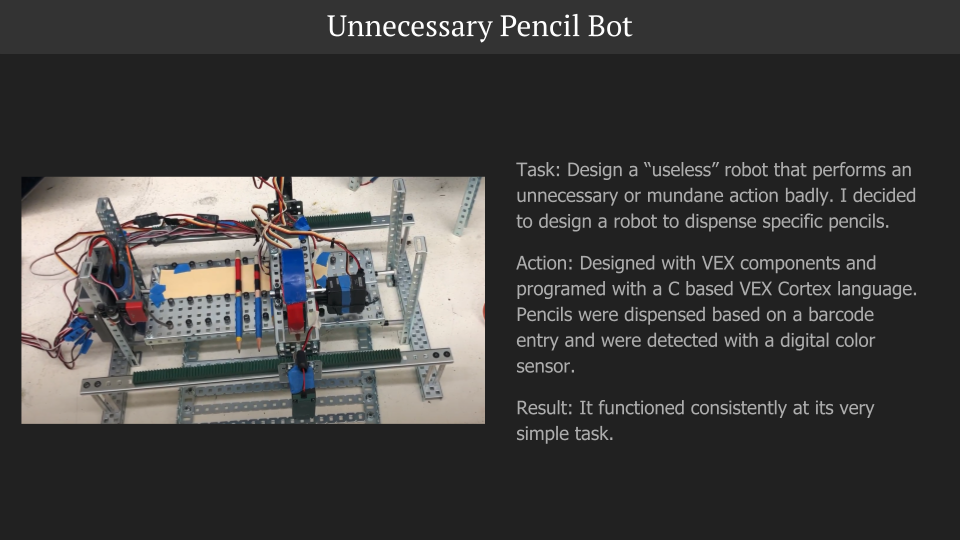 Unnecessary Pencil Bot
Task: Design a “useless” robot that performs an
unnecessary or mundane action badly. I decided
to design a robot to dispense specific pencils.
Action: Designed with VEX components and
programed with a C based VEX Cortex language.
Pencils were dispensed based on a barcode
entry and were detected with a digital color
sensor.
Result: It functioned consistently at its very
simple task.